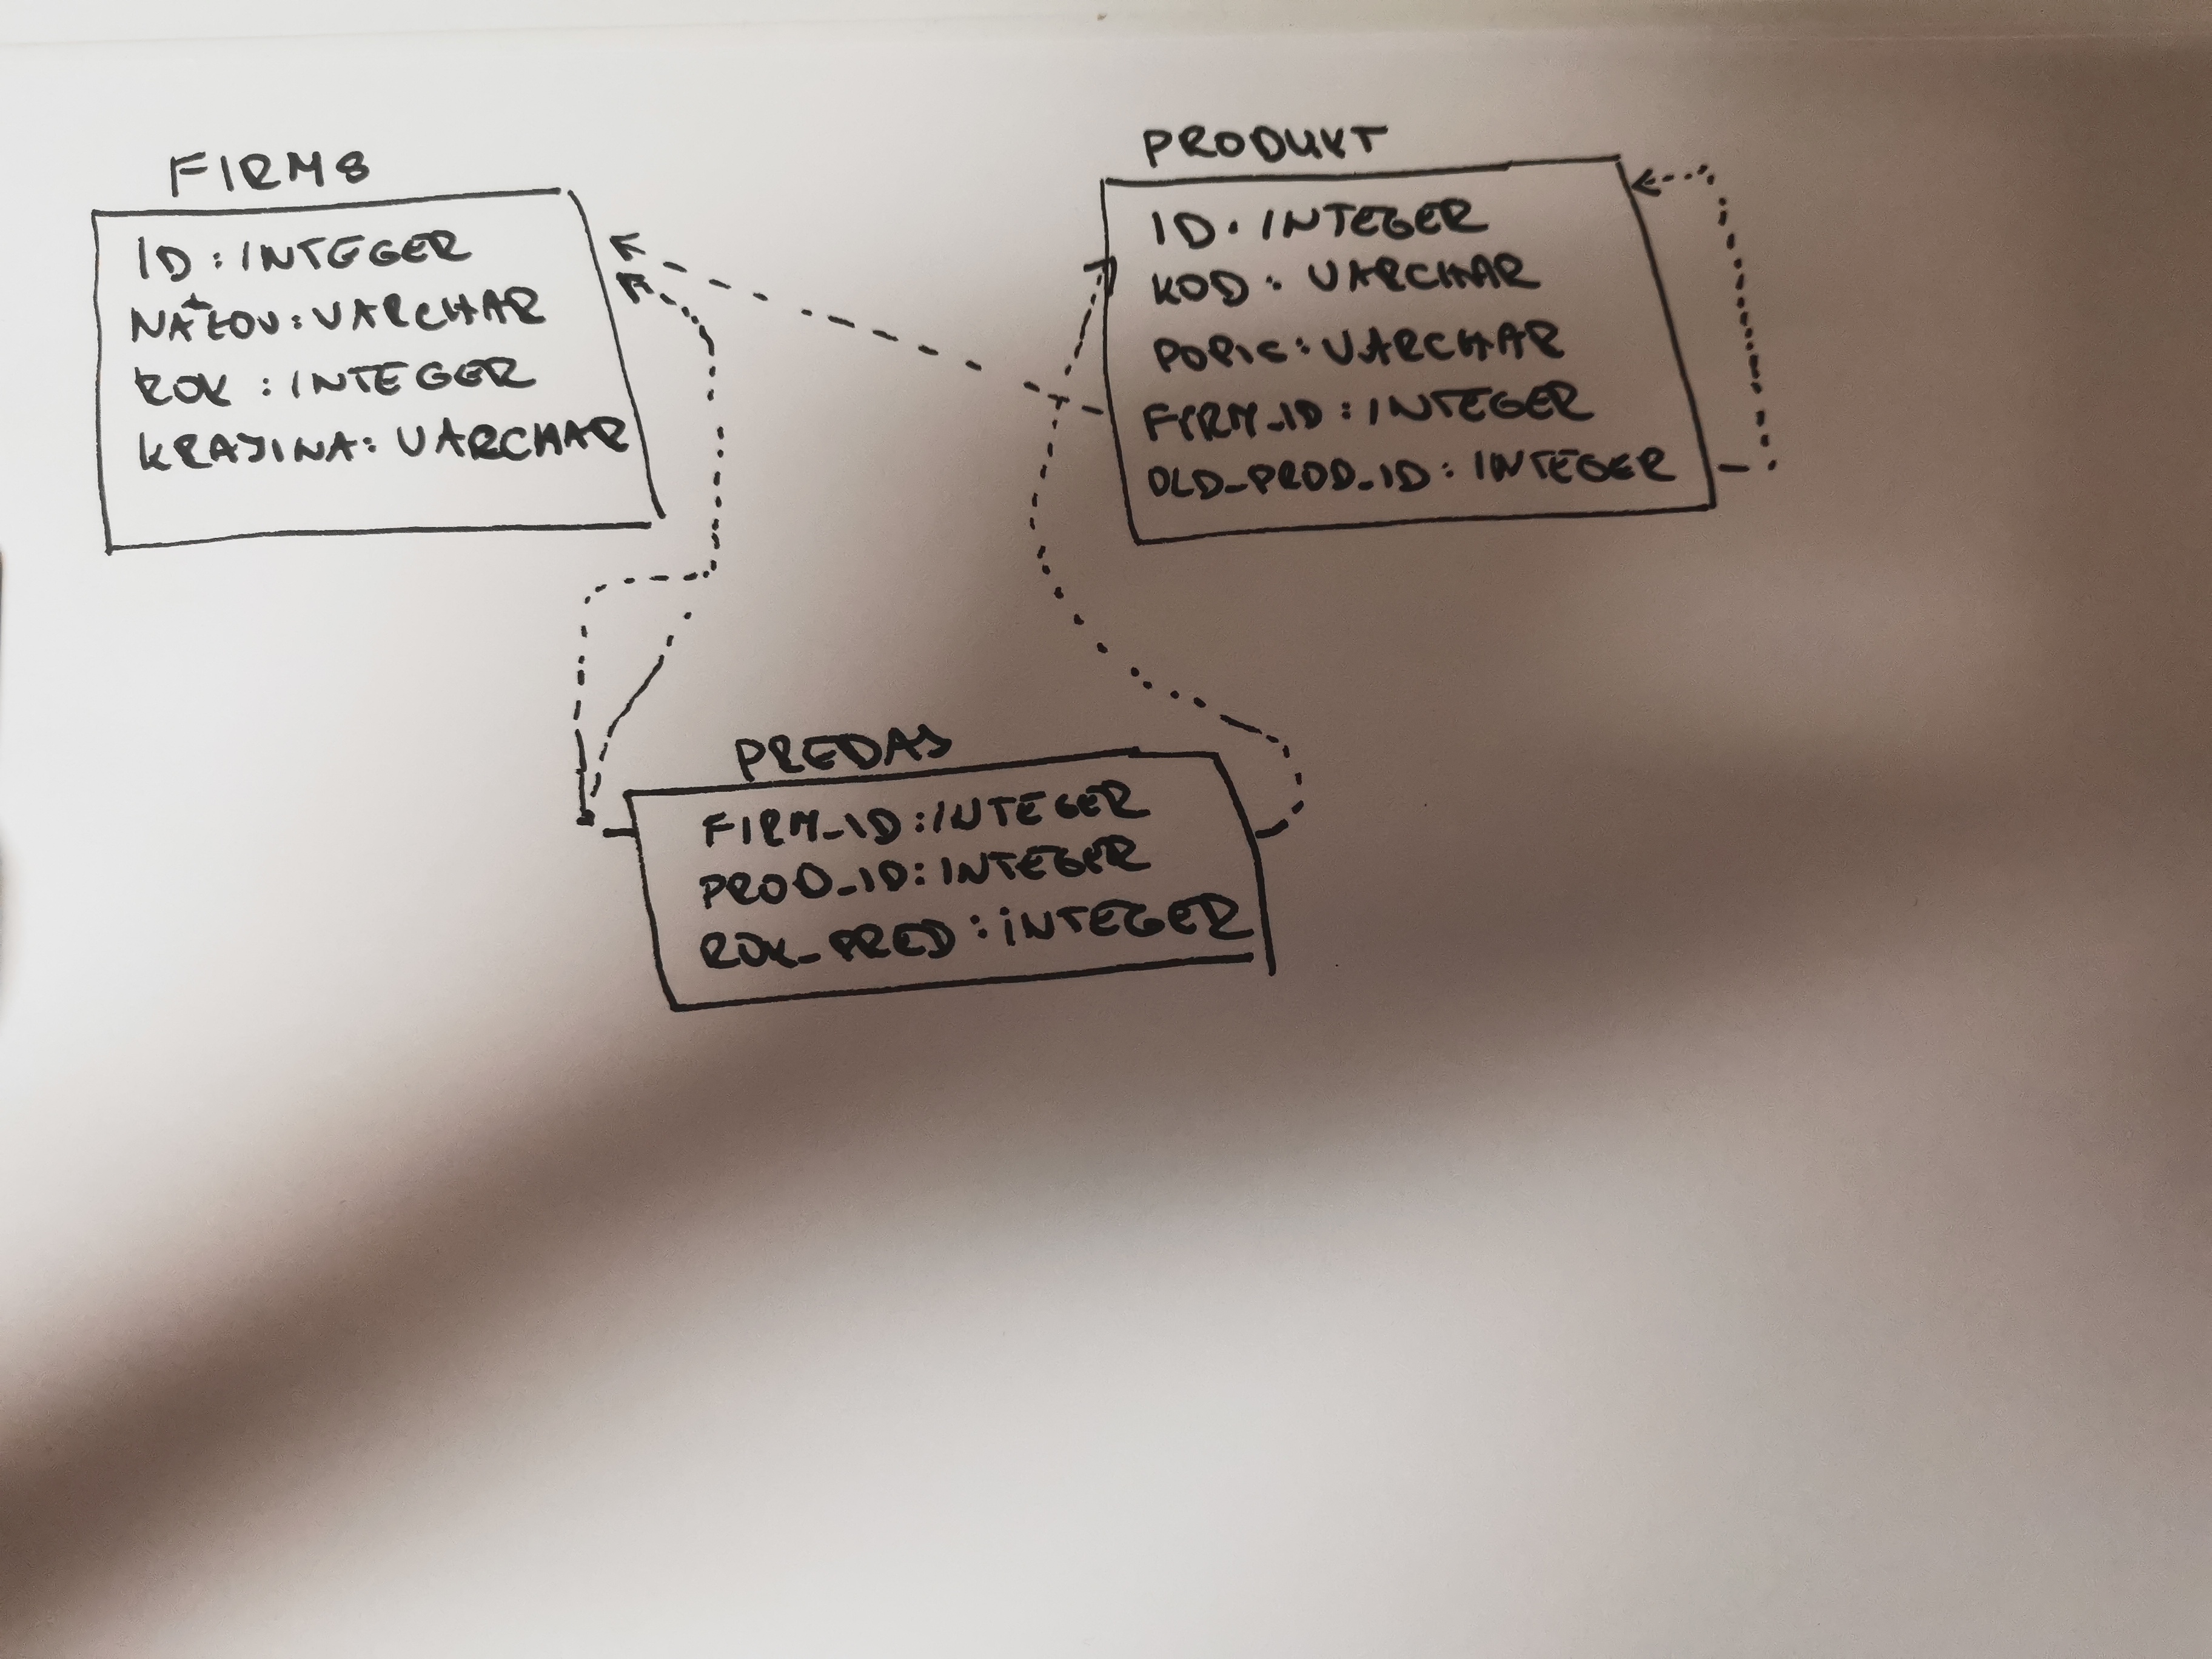 FIRMA
ID : INTEGER
NÁZOV : VARCHAR
ROK : INTEGER
KRAJINA : VARCHAR
PRODUKT
ID : INTEGER
KOD : VARCHAR
POPIS : VARCHAR
FIRM_ID : INTEGER
OLD_PROD_ID : INTEGER
PREDAJ
FIRM_ID : INTEGER
PROD_ID : INTEGER
ROK_PRED : INTEGER